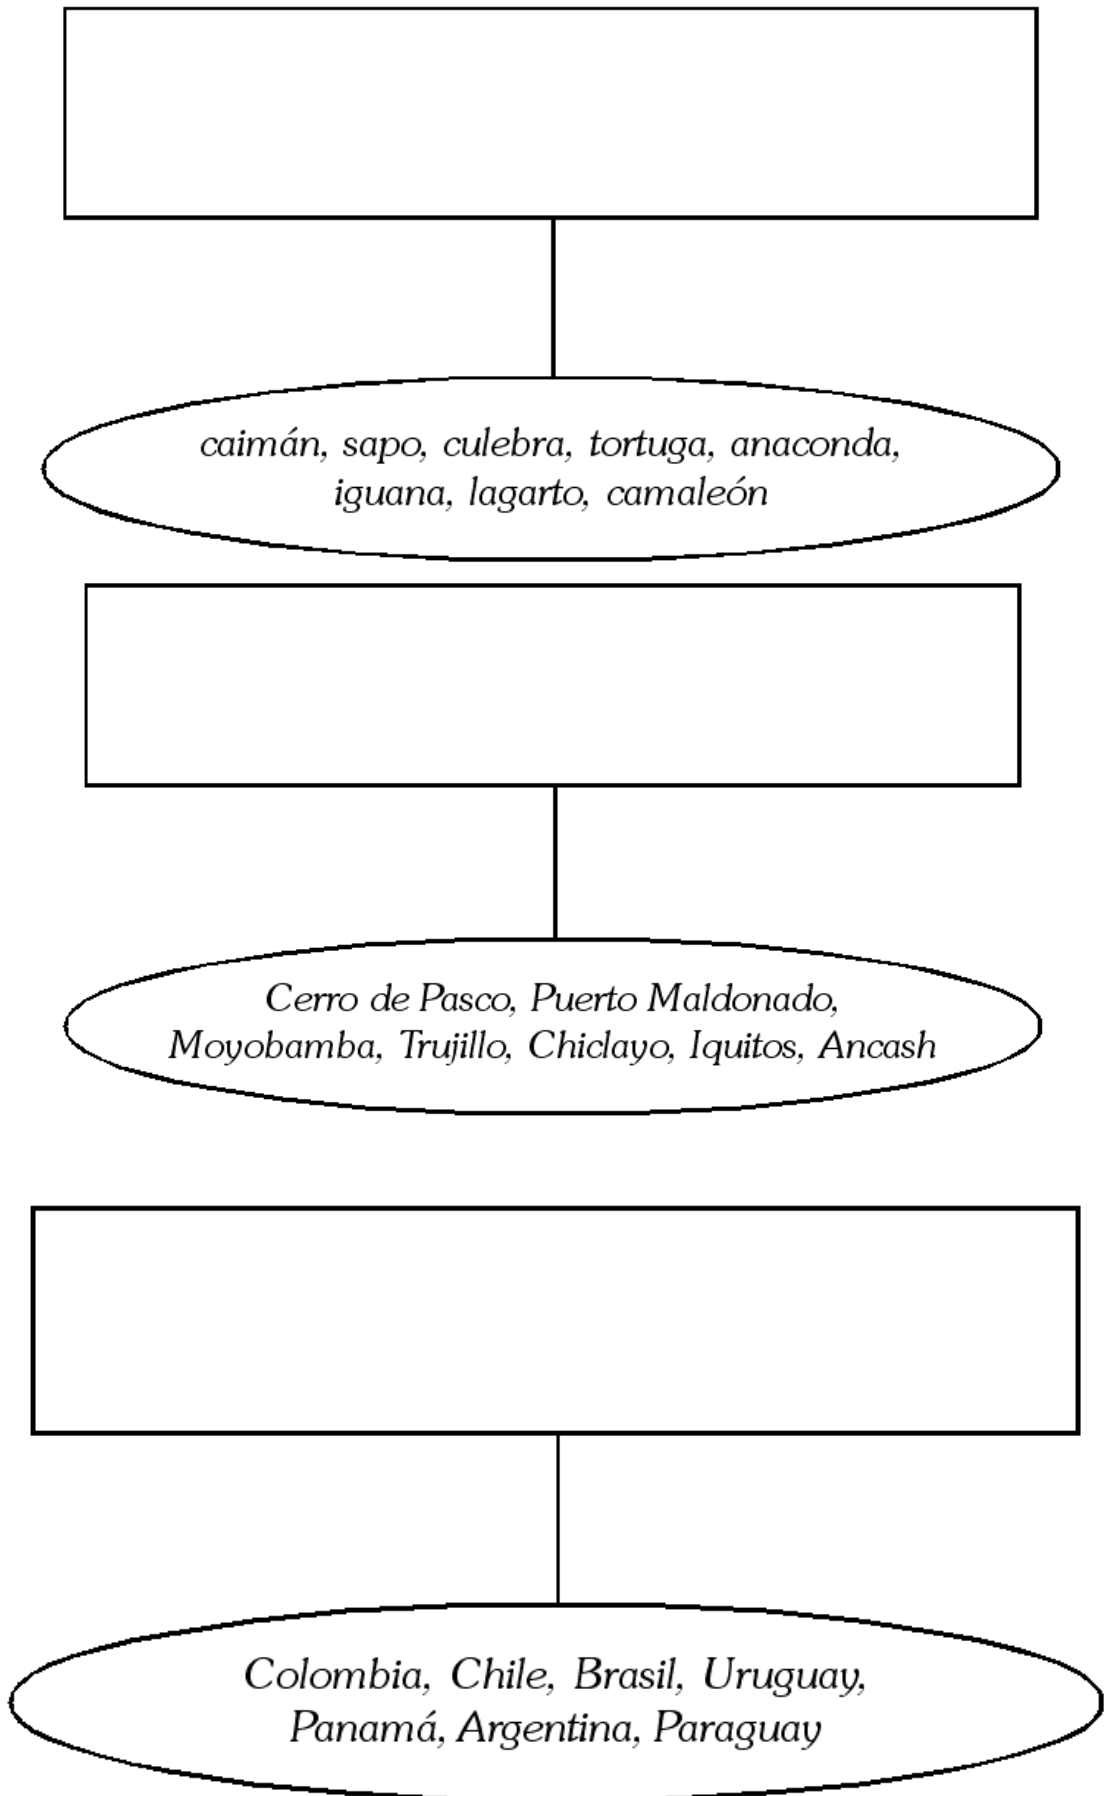 caimán, sapo, culebra, tortuga, anaconda,
iguana, lagarto, camaleón
Cerro de Pasco, Puerto Maldonado,
Moyobamba, Trujillo, Chiclayo, Iquitos, Ancash
Colombia, Chile, Brasil, Uruguay,
Panamá, Argentina, Paraguay